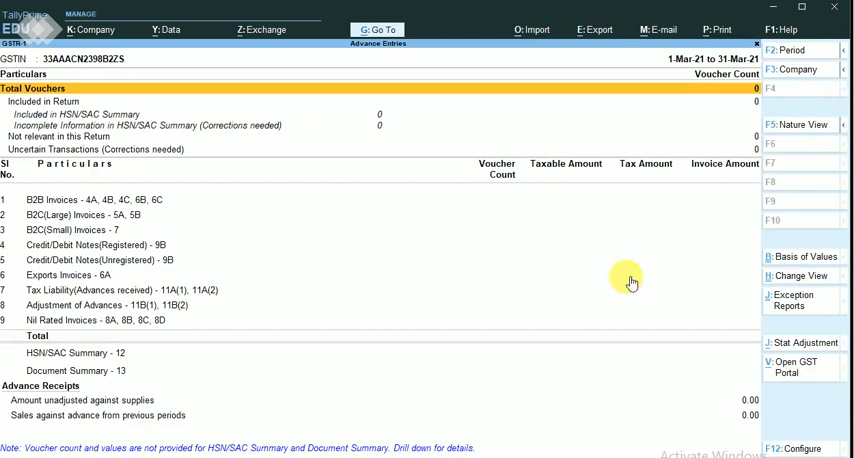 TallyPrime
EDU
MANAGE
K: Company Y: Data Z: Exchange G: Go To O: Import E: Export M: E-mail P: Print F1: Help
GSTR-1 Advance Entries ×
GSTIN : 33AAACN2398B2ZS 1-Mar-21 to 31-Mar-21
Particulars Voucher Count
Total Vouchers 0
Included in Return 0
Included in HSN/SAC Summary 0
Incomplete Information in HSN/SAC Summary (Corrections needed) 0
Not relevant in this Return 0
Uncertain Transactions (Corrections needed) 0
Sl No. Particulars Voucher Count Taxable Amount Tax Amount Invoice Amount
1 B2B Invoices - 4A, 4B, 4C, 6B, 6C
2 B2C(Large) Invoices - 5A, 5B
3 B2C(Small) Invoices - 7
4 Credit/Debit Notes(Registered) - 9B
5 Credit/Debit Notes(Unregistered) - 9B
6 Exports Invoices - 6A
7 Tax Liability(Advances received) - 11A(1), 11A(2)
8 Adjustment of Advances - 11B(1), 11B(2)
9 Nil Rated Invoices - 8A, 8B, 8C, 8D
Total
HSN/SAC Summary - 12
Document Summary - 13
Advance Receipts
Amount unadjusted against supplies 0.00
Sales against advance from previous periods 0.00
Note: Voucher count and values are not provided for HSN/SAC Summary and Document Summary. Drill down for details.
F2: Period
F3: Company
F4
F5: Nature View
F6
F7
F8
F9
F10
B: Basis of Values
H: Change View
J: Exception
Reports
J: Stat Adjustment
V: Open GST
Portal
F12: Configure
Activate Windows